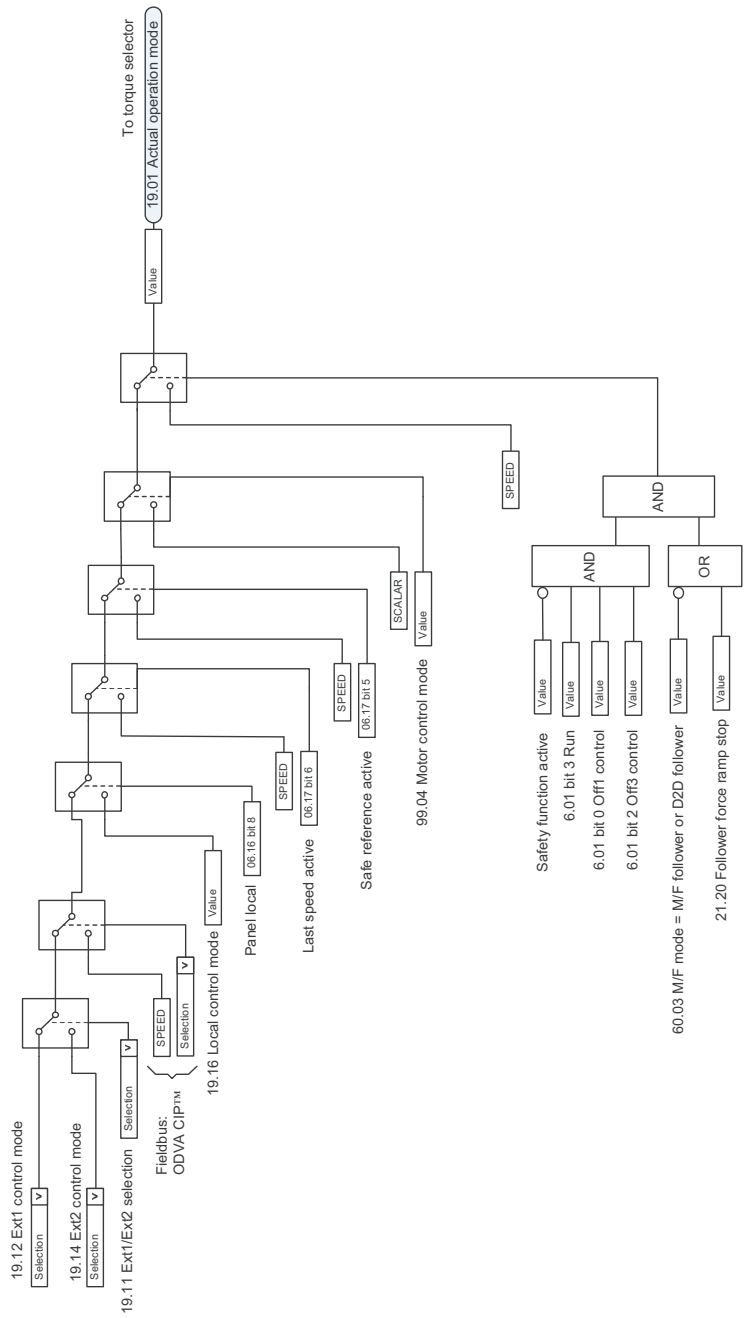 19.12 Ext1 control mode
Selection
19.14 Ext2 control mode
Selection
19.11 Ext1/Ext2 selection
Selection
Fieldbus:
ODVA CIP™
SPEED
Selection
19.16 Local control mode
Value
Panel local
06.16 bit 8
SPEED
Last speed active
06.17 bit 6
SPEED
Safe reference active
06.17 bit 5
SCALAR
99.04 Motor control mode
Value
SPEED
Safety function active
Value
6.01 bit 3 Run
Value
6.01 bit 0 Off1 control
Value
6.01 bit 2 Off3 control
Value
AND
60.03 M/F mode = M/F follower or D2D follower
Value
21.20 Follower force ramp stop
Value
OR
AND
Value
To torque selector
19.01 Actual operation mode